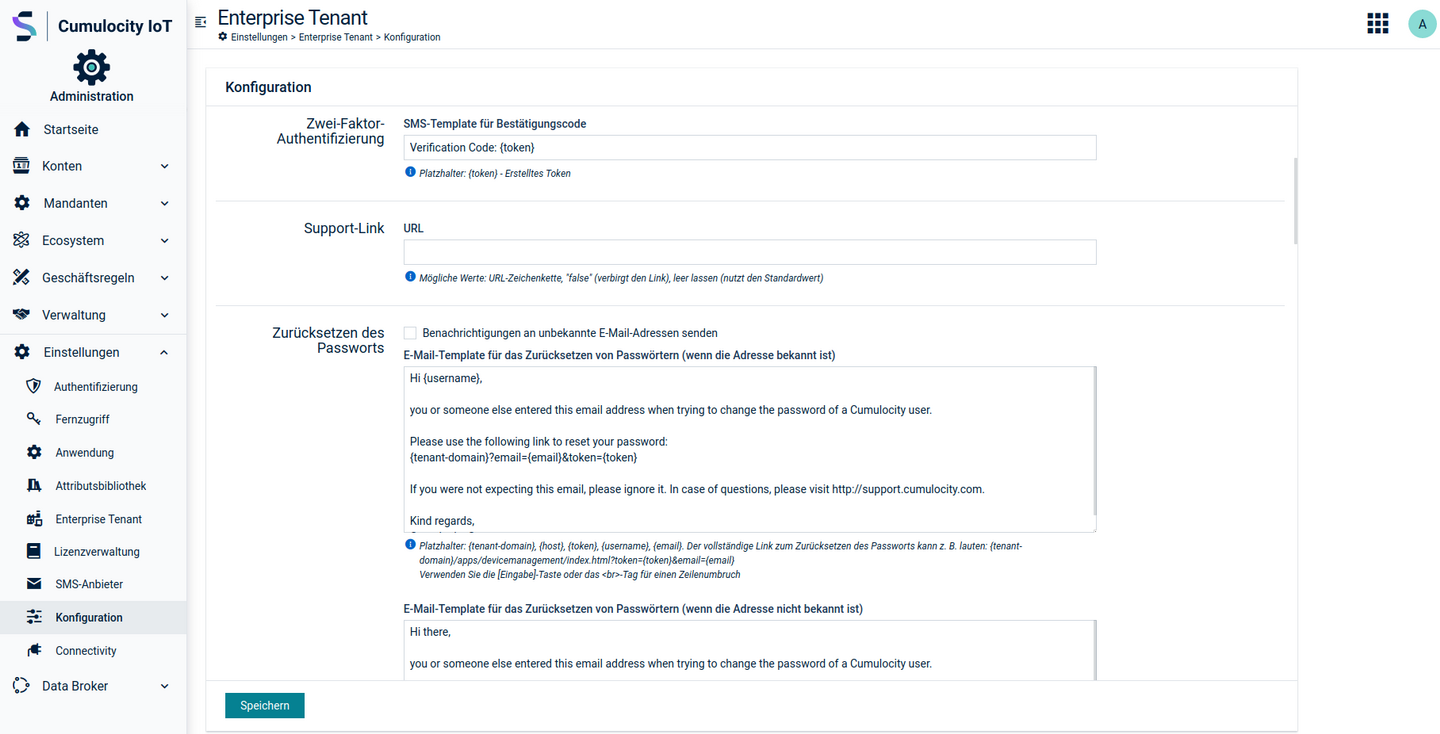 Cumulocity IoT
Administration
Startseite
Konten
Mandanten
Ecosystem
Geschäftsregeln
Verwaltung
Einstellungen
Authentifizierung
Fernzugriff
Anwendung
Attributsbibliothek
Enterprise Tenant
Lizenzverwaltung
SMS-Anbieter
Konfiguration
Connectivity
Data Broker
Enterprise Tenant
Einstellungen > Enterprise Tenant > Konfiguration
A
Konfiguration
Zwei-Faktor-
Authentifizierung
SMS-Template für Bestätigungscode
Verification Code: {token}
Platzhalter: {token} - Erstelltes Token
Support-Link
URL
Mögliche Werte: URL-Zeichenkette, "false" (verbirgt den Link), leer lassen (nutzt den Standardwert)
Zurücksetzen des
Passworts
Benachrichtigungen an unbekannte E-Mail-Adressen senden
E-Mail-Template für das Zurücksetzen von Passwörtern (wenn die Adresse bekannt ist)
Hi {username},
you or someone else entered this email address when trying to change the password of a Cumulocity user.
Please use the following link to reset your password:
{tenant-domain}?email={email}&token={token}
If you were not expecting this email, please ignore it. In case of questions, please visit http://support.cumulocity.com.
Kind regards,
Platzhalter: {tenant-domain}, {host}, {token}, {username}, {email}. Der vollständige Link zum Zurücksetzen des Passworts kann z. B. lauten: {tenant-
domain}/apps/devicemanagement/index.html?token={token}&email={email}
Verwenden Sie die [Eingabe]-Taste oder das <br>-Tag für einen Zeilenumbruch
E-Mail-Template für das Zurücksetzen von Passwörtern (wenn die Adresse nicht bekannt ist)
Hi there,
you or someone else entered this email address when trying to change the password of a Cumulocity user.
Speichern